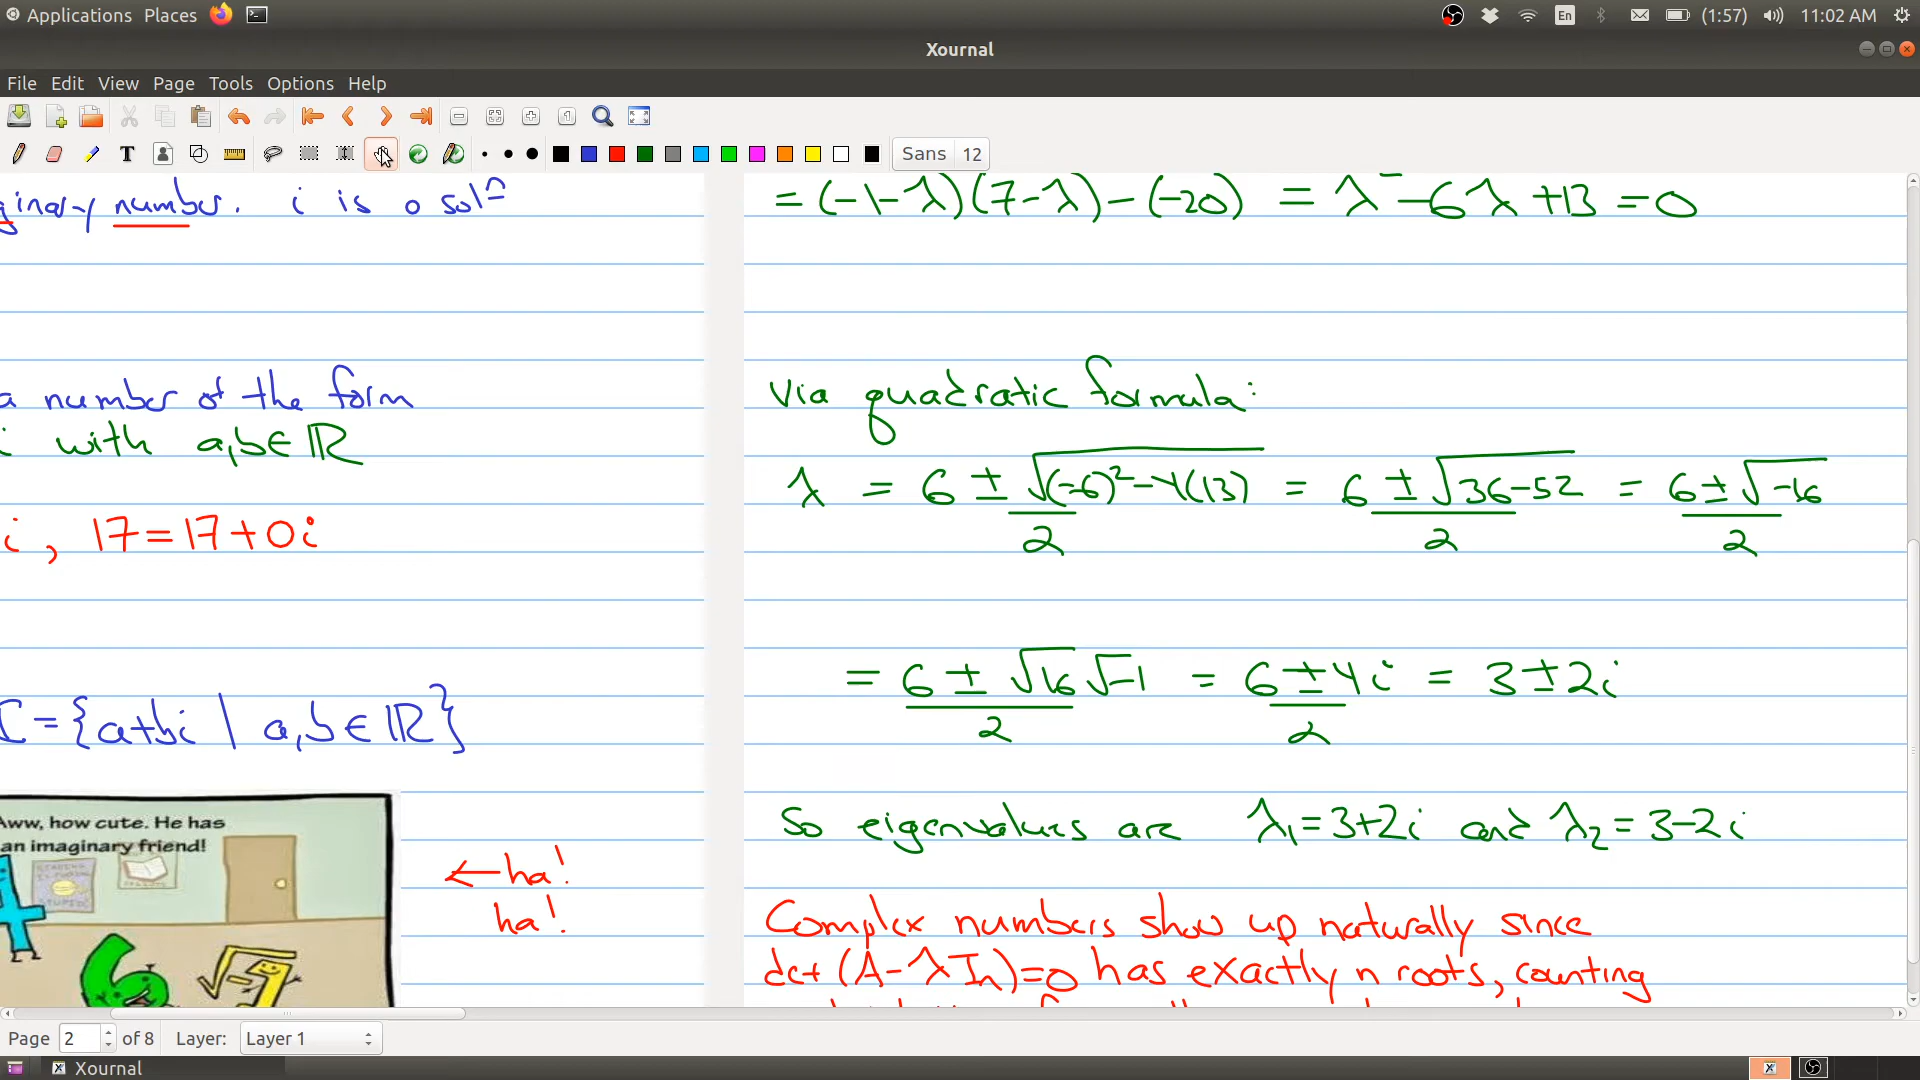 Applications Places En (1:57) 11:02 AM
Xournal
File Edit View Page Tools Options Help
Sans 12
ginary number. i is a solⁿ
a number of the form
i with a,b∈ℝ
i, 17=17+0i
ℂ={a+bi | a,b∈ℝ}
Aww, how cute. He has
an imaginary friend!
←ha!
ha!
=(-1-λ)(7-λ)-(-20) = λ²-6λ+13=0
Via quadratic formula:
λ = 6 ± √(-6)²-4(13) / 2 = 6 ± √36-52 / 2 = 6 ± √-16 / 2
= 6 ± √16 √-1 / 2 = 6 ± 4i / 2 = 3 ± 2i
So eigenvalues are λ₁=3+2i and λ₂=3-2i
Complex numbers show up naturally since
det (A-λIn)=0 has exactly n roots, counting
Page 2 of 8 Layer: Layer 1
Xournal